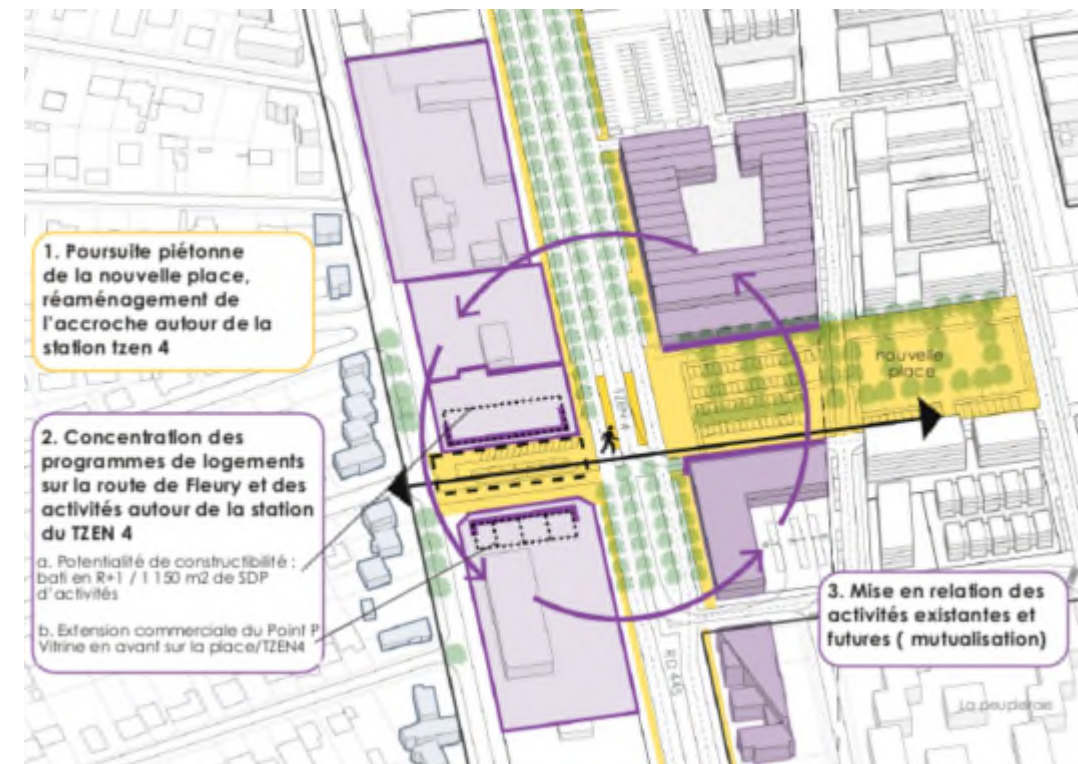 1. Poursuite piétonne
de la nouvelle place,
réaménagement de
l'accroche autour de la
station tzen 4
2. Concentration des
programmes de logements
sur la route de Fleury et des
activités autour de la station
du TZEN 4
a. Potentialité de constructibilité :
bati en R+1 / 1 150 m2 de SDP
d'activités
b. Extension commerciale du Point P
Vitrine en avant sur la place/TZEN4
nouvelle
place
TZEN 4
3. Mise en relation des
activités existantes et
futures ( mutualisation)
RD 446
La peupleraie